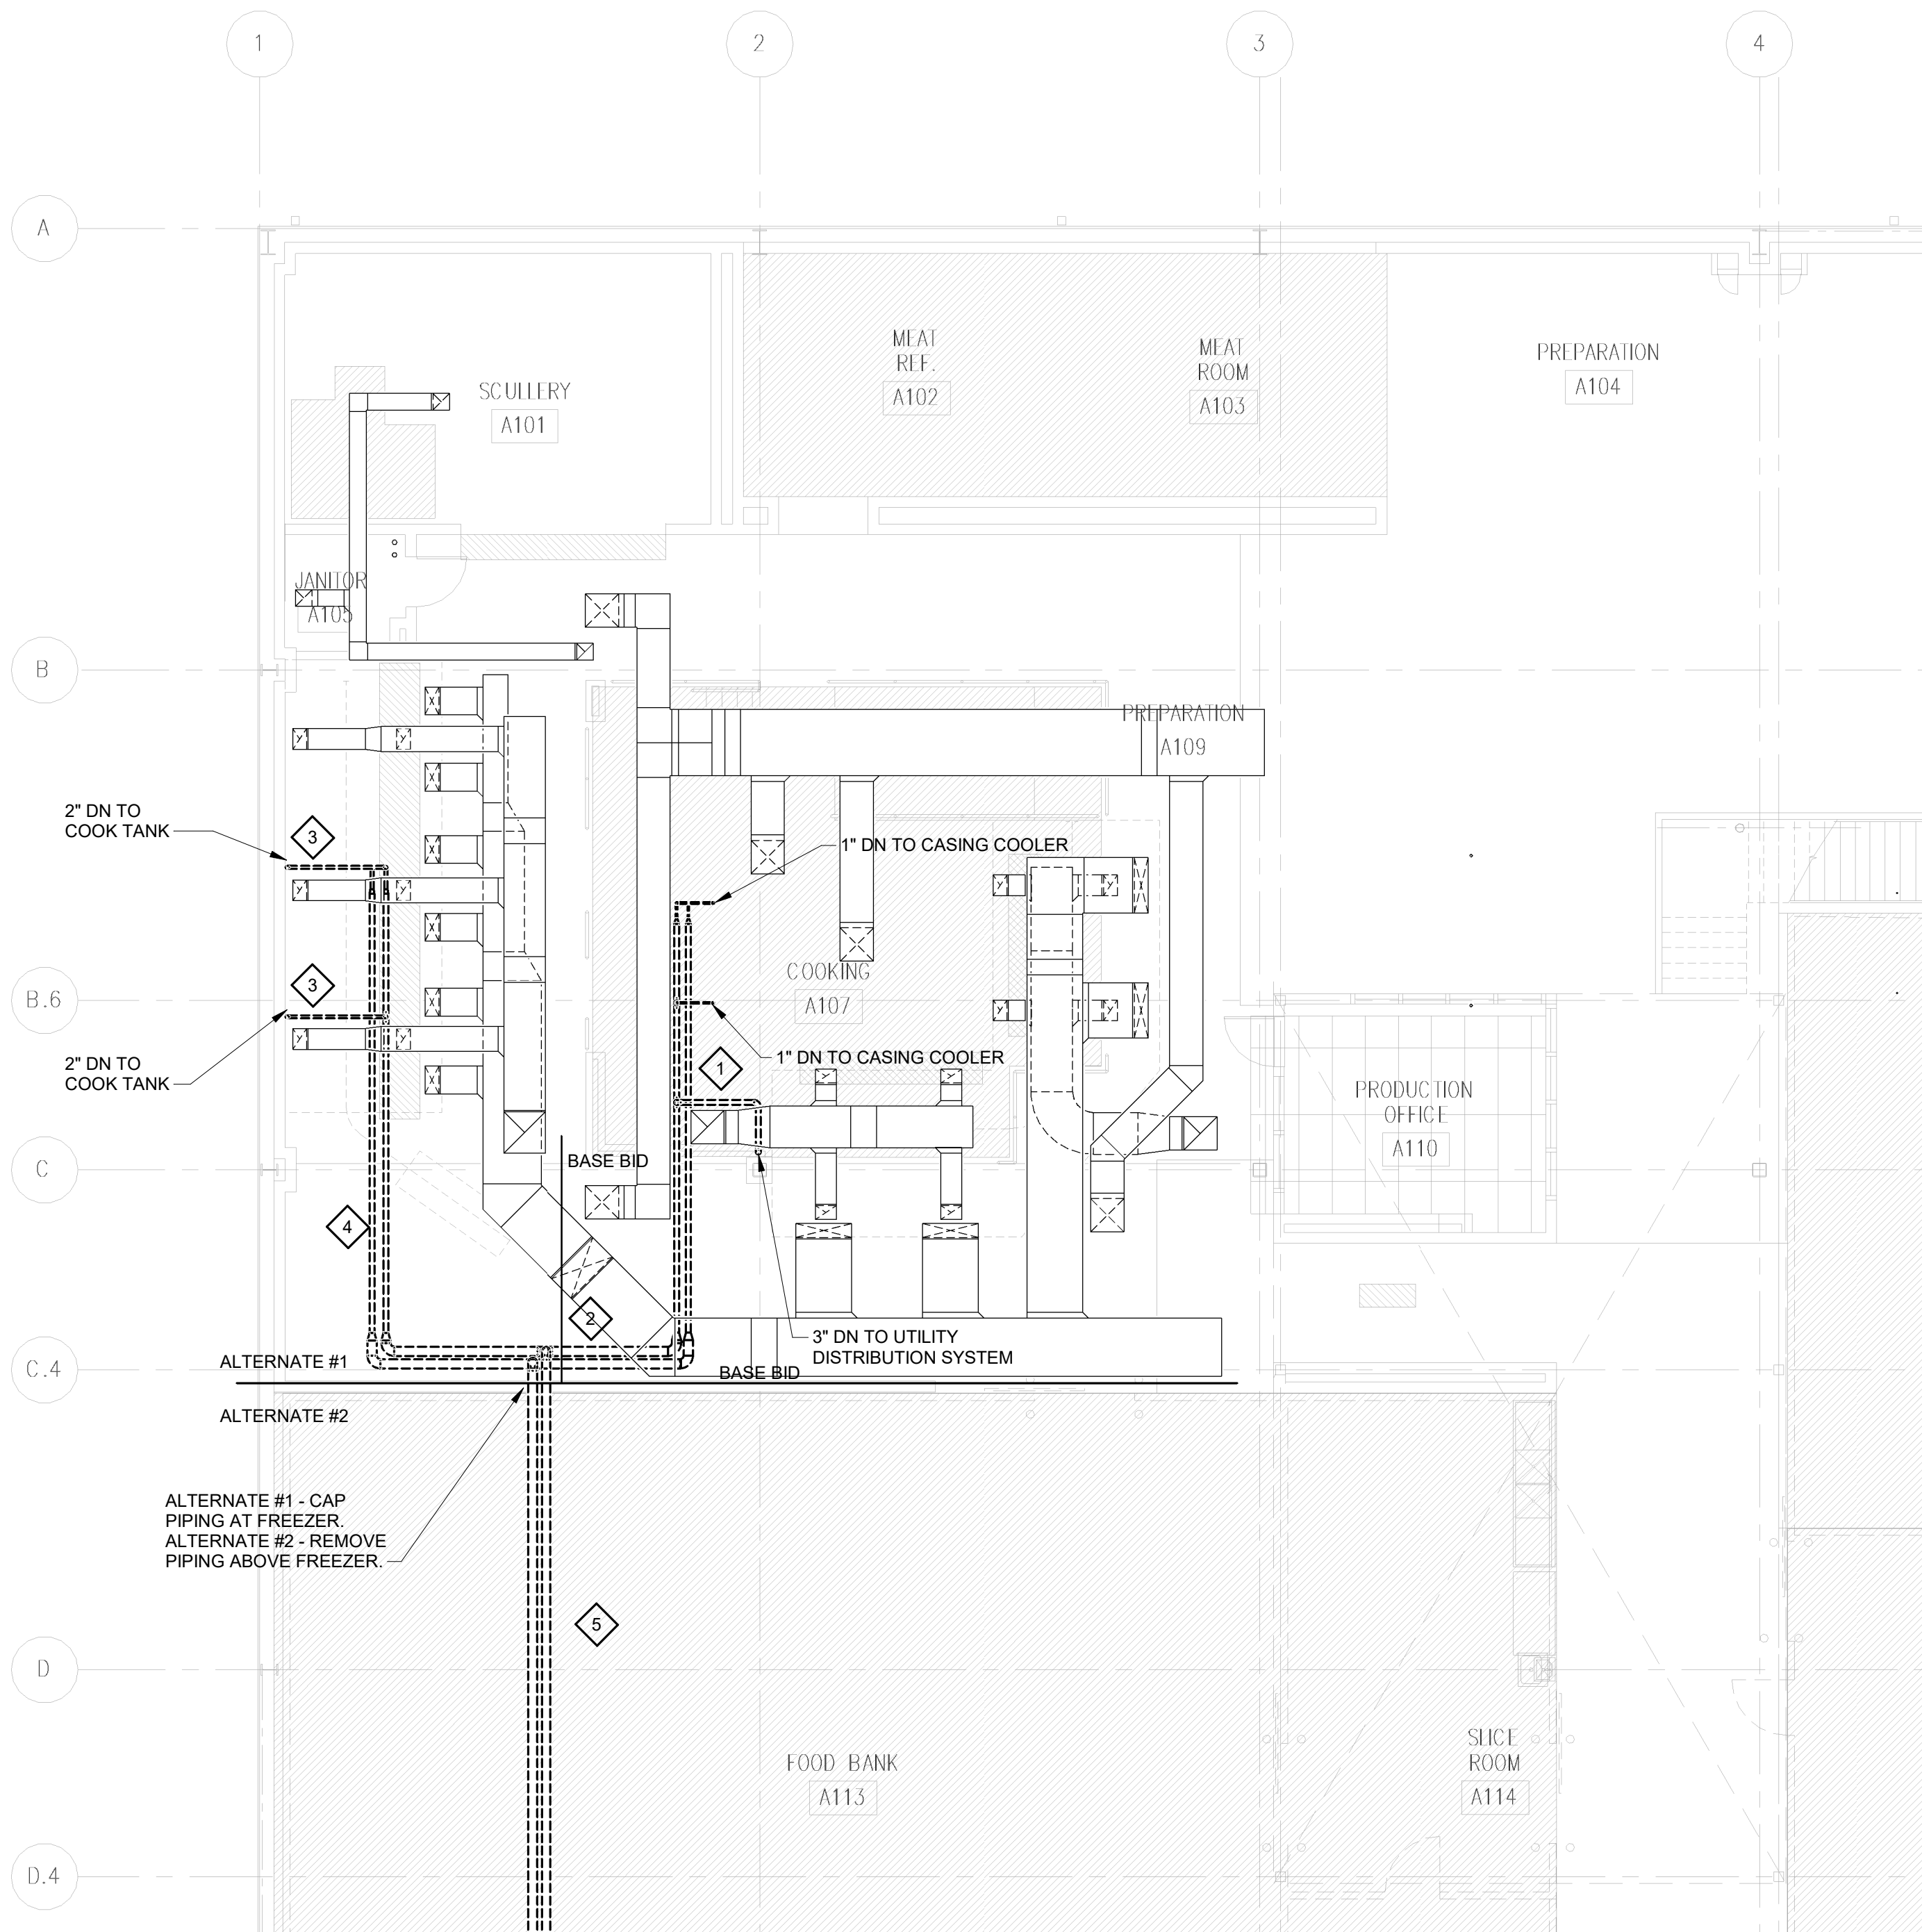 1
2
3
4
A
MEAT
REF.
A102
MEAT
ROOM
A103
PREPARATION
A104
SCULLERY
A101
JANITOR
A105
B
PREPARATION
A109
2" DN TO
COOK TANK
3
1" DN TO CASING COOLER
COOKING
A107
3
B.6
2" DN TO
COOK TANK
1" DN TO CASING COOLER
1
PRODUCTION
OFFICE
A110
BASE BID
C
4
2
3" DN TO UTILITY
DISTRIBUTION SYSTEM
ALTERNATE #1
BASE BID
C.4
ALTERNATE #2
ALTERNATE #1 - CAP
PIPING AT FREEZER.
ALTERNATE #2 - REMOVE
PIPING ABOVE FREEZER.
5
D
FOOD BANK
A113
SLICE
ROOM
A114
D.4